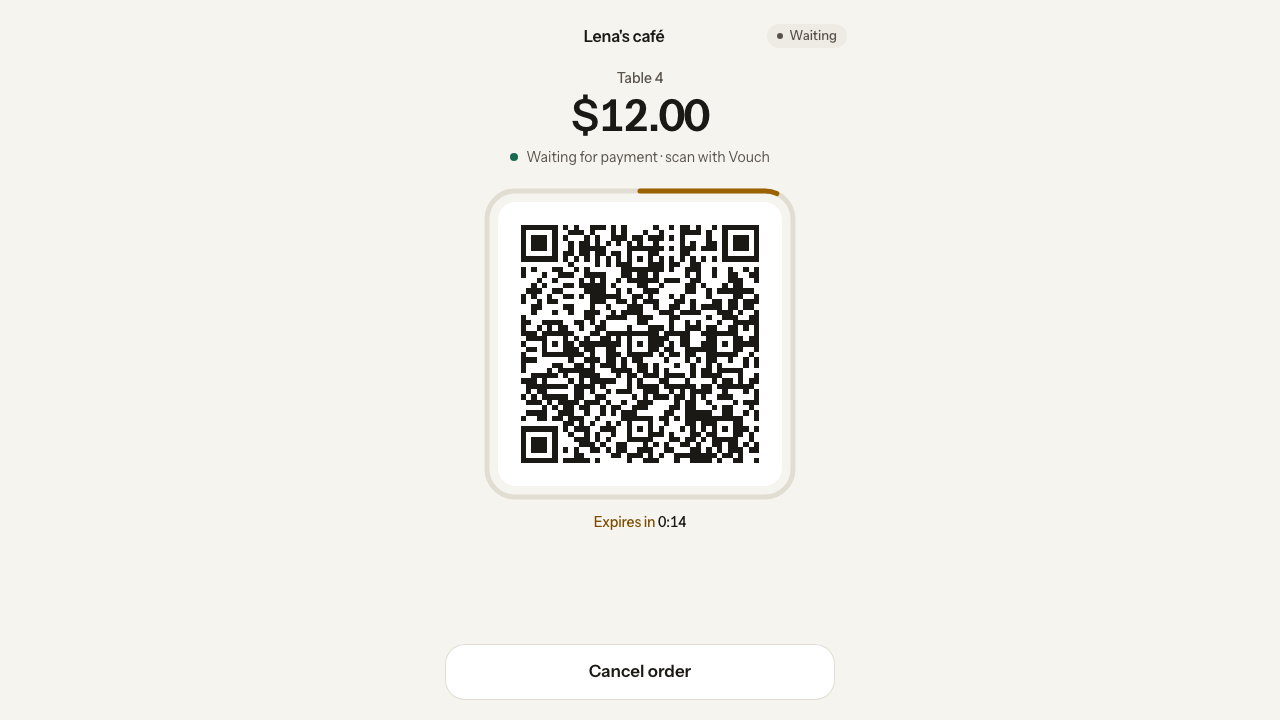 Lena's café
Waiting
Table 4
$12.00
Waiting for payment · scan with Vouch
Expires in 0:14
Cancel order